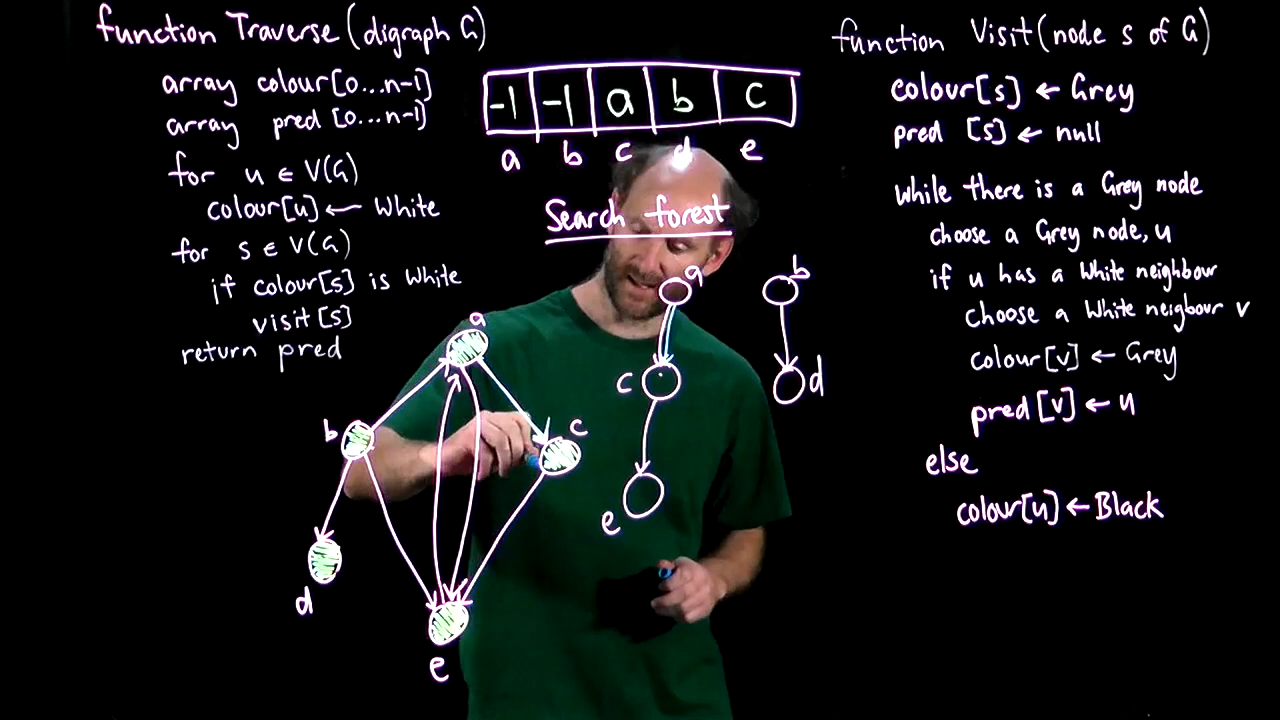 function Traverse (digraph G)
array colour[0...n-1]
array pred [0...n-1]
for u ∈ V(G)
colour[u] ← White
for s ∈ V(G)
if colour[s] is White
visit [s]
return pred
-1 -1 a b c
a b c d e
Search forest
a b
c d
e
a
b c
d
e
function Visit (node s of G)
colour[s] ← Grey
pred [s] ← null
while there is a Grey node
choose a Grey node, u
if u has a White neighbour
choose a White neigbour v
colour[v] ← Grey
pred [v] ← u
else
colour[u] ← Black